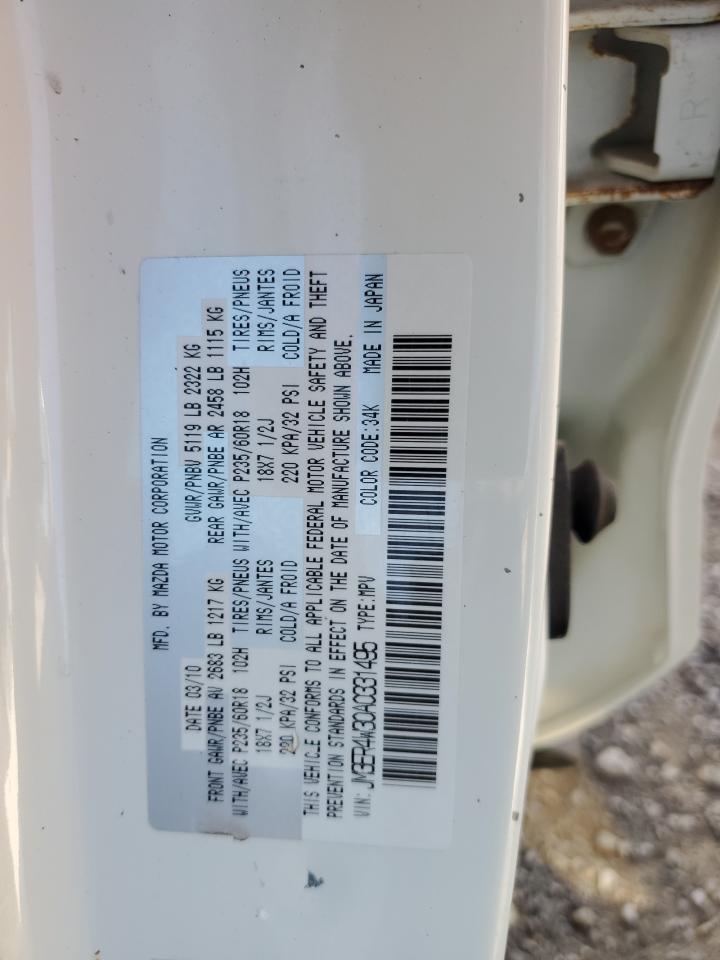 MFD. BY MAZDA MOTOR CORPORATION
DATE 03/10 GVWR/PNBV 5119 LB 2322 KG
FRONT GAWR/PNBE AV 2683 LB 1217 KG REAR GAWR/PNBE AR 2458 LB 1115 KG
WITH/AVEC P235/60R18 102H TIRES/PNEUS WITH/AVEC P235/60R18 102H TIRES/PNEUS
18X7 1/2J RIMS/JANTES 18X7 1/2J RIMS/JANTES
220 KPA/32 PSI COLD/A FROID 220 KPA/32 PSI COLD/A FROID
THIS VEHICLE CONFORMS TO ALL APPLICABLE FEDERAL MOTOR VEHICLE SAFETY AND THEFT
PREVENTION STANDARDS IN EFFECT ON THE DATE OF MANUFACTURE SHOWN ABOVE.
VIN: JM3ER4W30A0331495 TYPE:MPV COLOR CODE:34K MADE IN JAPAN
R